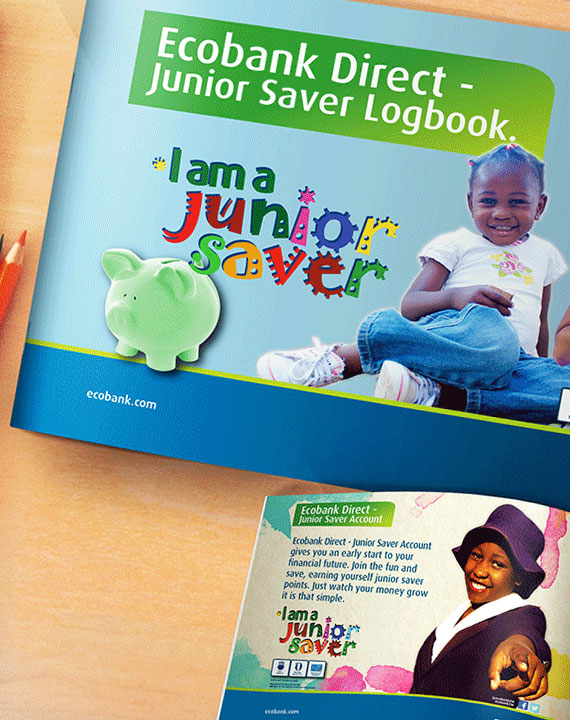 Ecobank Direct -
Junior Saver Logbook.
I am a
junior
saver
ecobank.com
Ecobank Direct -
Junior Saver Account
Ecobank Direct - Junior Saver Account
gives you an early start to your
financial future. Join the fun and
save, earning yourself junior saver
points. Just watch your money grow
it is that simple.
I am a
junior
saver
ecobank.com